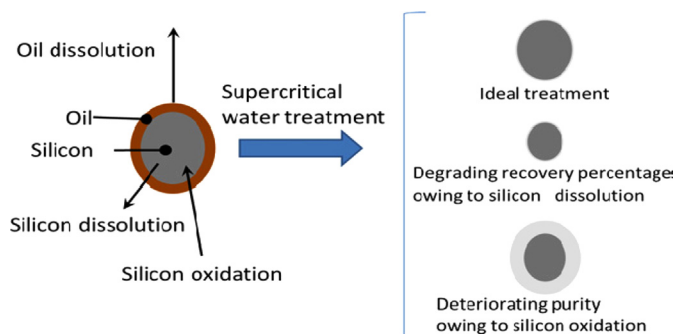 Oil dissolution
Oil
Silicon
Silicon dissolution
Silicon oxidation
Supercritical
water treatment
Ideal treatment
Degrading recovery percentages
owing to silicon dissolution
Deteriorating purity
owing to silicon oxidation